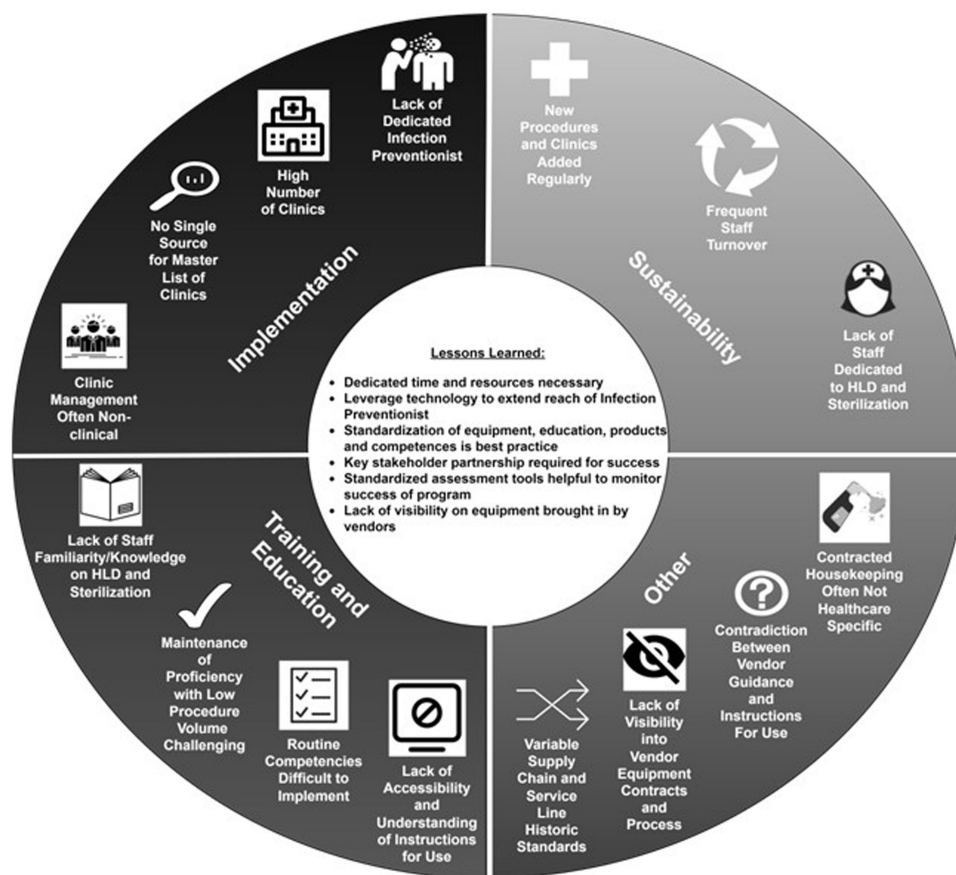 Lack of
Dedicated
Infection
Preventionist
High
Number
of Clinics
No Single
Source
for Master
List of
Clinics
Clinic
Management
Often Non-
clinical
Implementation
New
Procedures
and Clinics
Added
Regularly
Frequent
Staff
Turnover
Lack of
Staff
Dedicated
to HLD and
Sterilization
Sustainability
Lessons Learned:
• Dedicated time and resources necessary
• Leverage technology to extend reach of Infection
Preventionist
• Standardization of equipment, education, products
and competences is best practice
• Key stakeholder partnership required for success
• Standardized assessment tools helpful to monitor
success of program
• Lack of visibility on equipment brought in by
vendors
Training and
Education
Lack of Staff
Familiarity/Knowledge
on HLD and
Sterilization
Maintenance
of
Proficiency
with Low
Procedure
Volume
Challenging
Routine
Competencies
Difficult to
Implement
Lack of
Accessibility
and
Understanding
of Instructions
for Use
Other
Variable
Supply
Chain and
Service
Line
Historic
Standards
Lack of
Visibility
into
Vendor
Equipment
Contracts
and
Process
Contradiction
Between
Vendor
Guidance
and
Instructions
For Use
Contracted
Housekeeping
Often Not
Healthcare
Specific